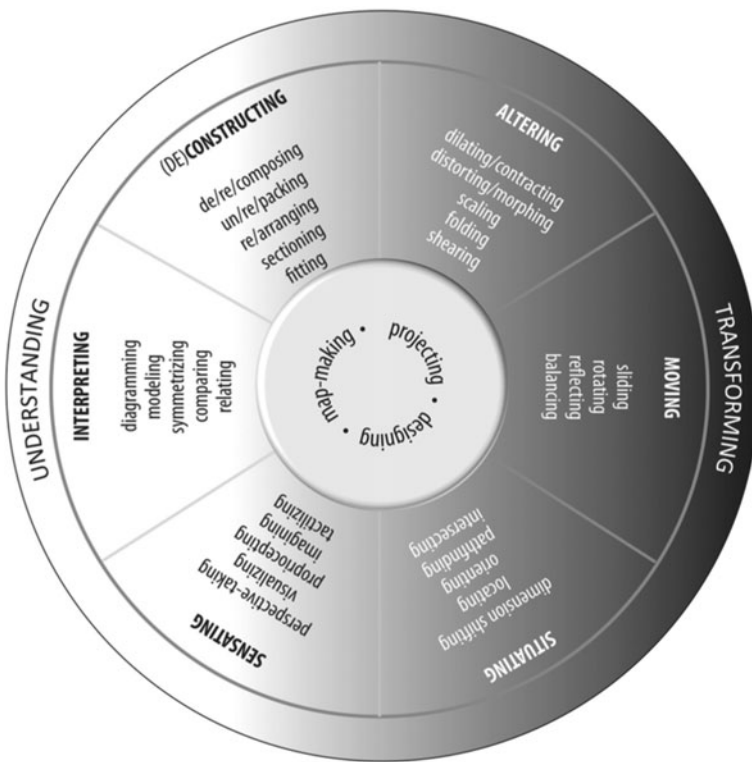 UNDERSTANDING
(DE)CONSTRUCTING
de/re/composing
un/re/packing
re/arranging
sectioning
fitting
ALTERING
dilating/contracting
distorting/morphing
scaling
folding
shearing
INTERPRETING
diagramming
modeling
symmetrizing
comparing
relating
map-making •
projecting •
designing •
MOVING
sliding
rotating
reflecting
balancing
TRANSFORMING
SENSATING
perspective-taking
visualizing
propriocepting
imagining
tactilizing
SITUATING
dimension shifting
locating
orienting
pathfinding
intersecting